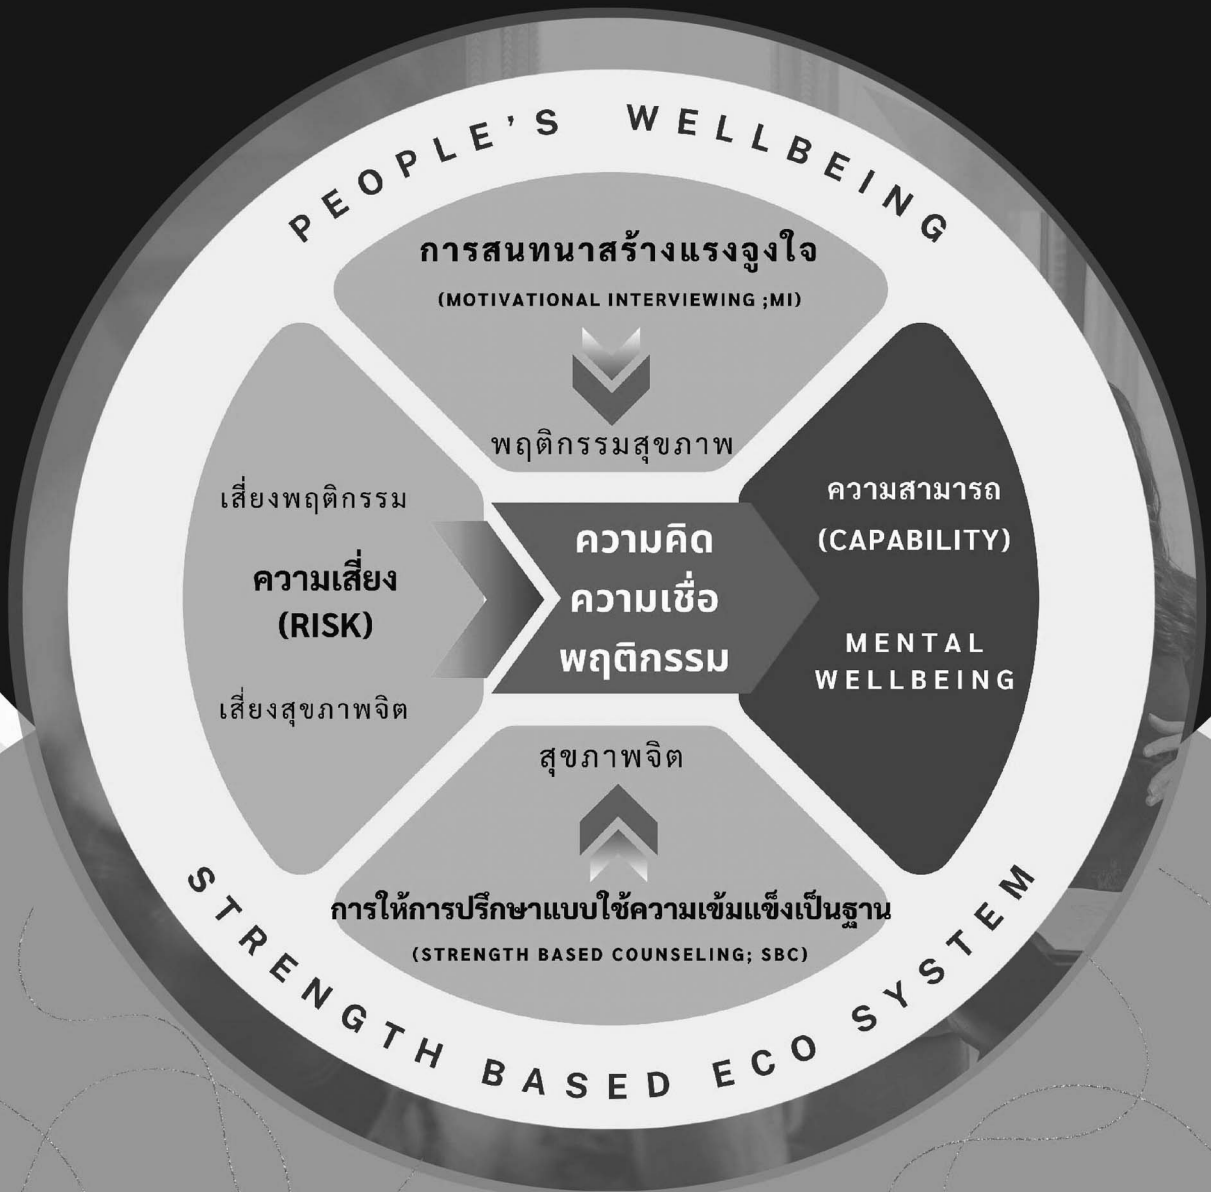 PEOPLE'S WELLBEING
การสนทนาสร้างแรงจูงใจ
(MOTIVATIONAL INTERVIEWING ;MI)
พฤติกรรมสุขภาพ
เสี่ยงพฤติกรรม
ความเสี่ยง
(RISK)
เสี่ยงสุขภาพจิต
ความคิด
ความเชื่อ
พฤติกรรม
ความสามารถ
(CAPABILITY)
MENTAL
WELLBEING
สุขภาพจิต
การให้การปรึกษาแบบใช้ความเข้มแข็งเป็นฐาน
(STRENGTH BASED COUNSELING; SBC)
STRENGTH BASED ECO SYSTEM